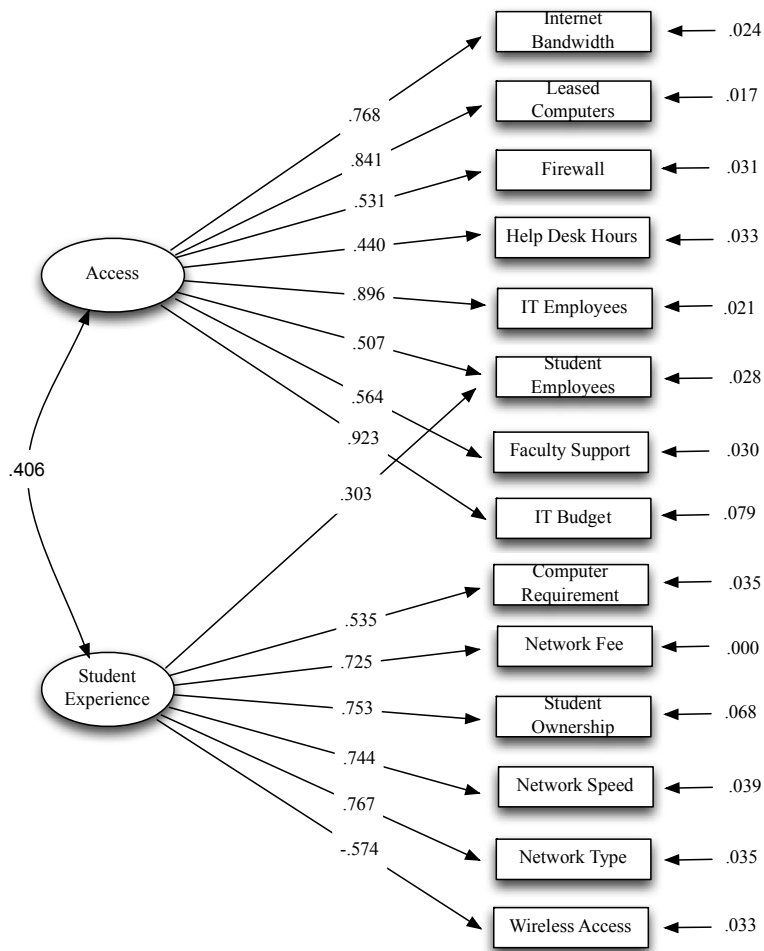 Internet
Bandwidth
.024
Leased
Computers
.017
.768
.841
Firewall
.031
.531
Help Desk Hours
.033
.440
Access
.896
IT Employees
.021
.507
Student
Employees
.028
.564
Faculty Support
.030
.923
.406
.303
IT Budget
.079
Computer
Requirement
.035
.535
Network Fee
.000
.725
Student
Experience
.753
Student
Ownership
.068
.744
Network Speed
.039
.767
-.574
Network Type
.035
Wireless Access
.033